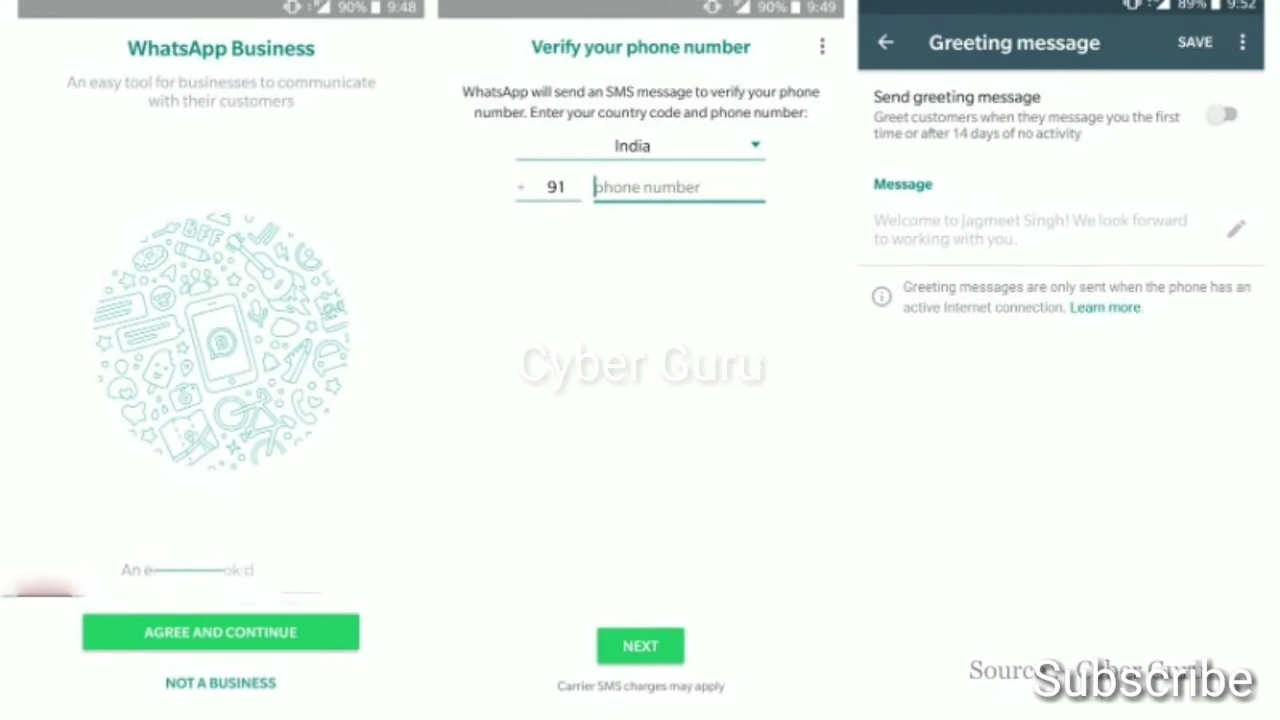 90% 9:48
WhatsApp Business
An easy tool for businesses to communicate
with their customers
BFF
B
An e
AGREE AND CONTINUE
NOT A BUSINESS
90% 9:49
Verify your phone number
WhatsApp will send an SMS message to verify your phone
number. Enter your country code and phone number:
India
+ 91 phone number
Cyber Guru
NEXT
Carrier SMS charges may apply
89% 9:52
Greeting message SAVE
Send greeting message
Greet customers when they message you the first
time or after 14 days of no activity
Message
Welcome to Jagmeet Singh! We look forward
to working with you.
Greeting messages are only sent when the phone has an
active Internet connection. Learn more.
Source - Cyber Guru
Subscribe